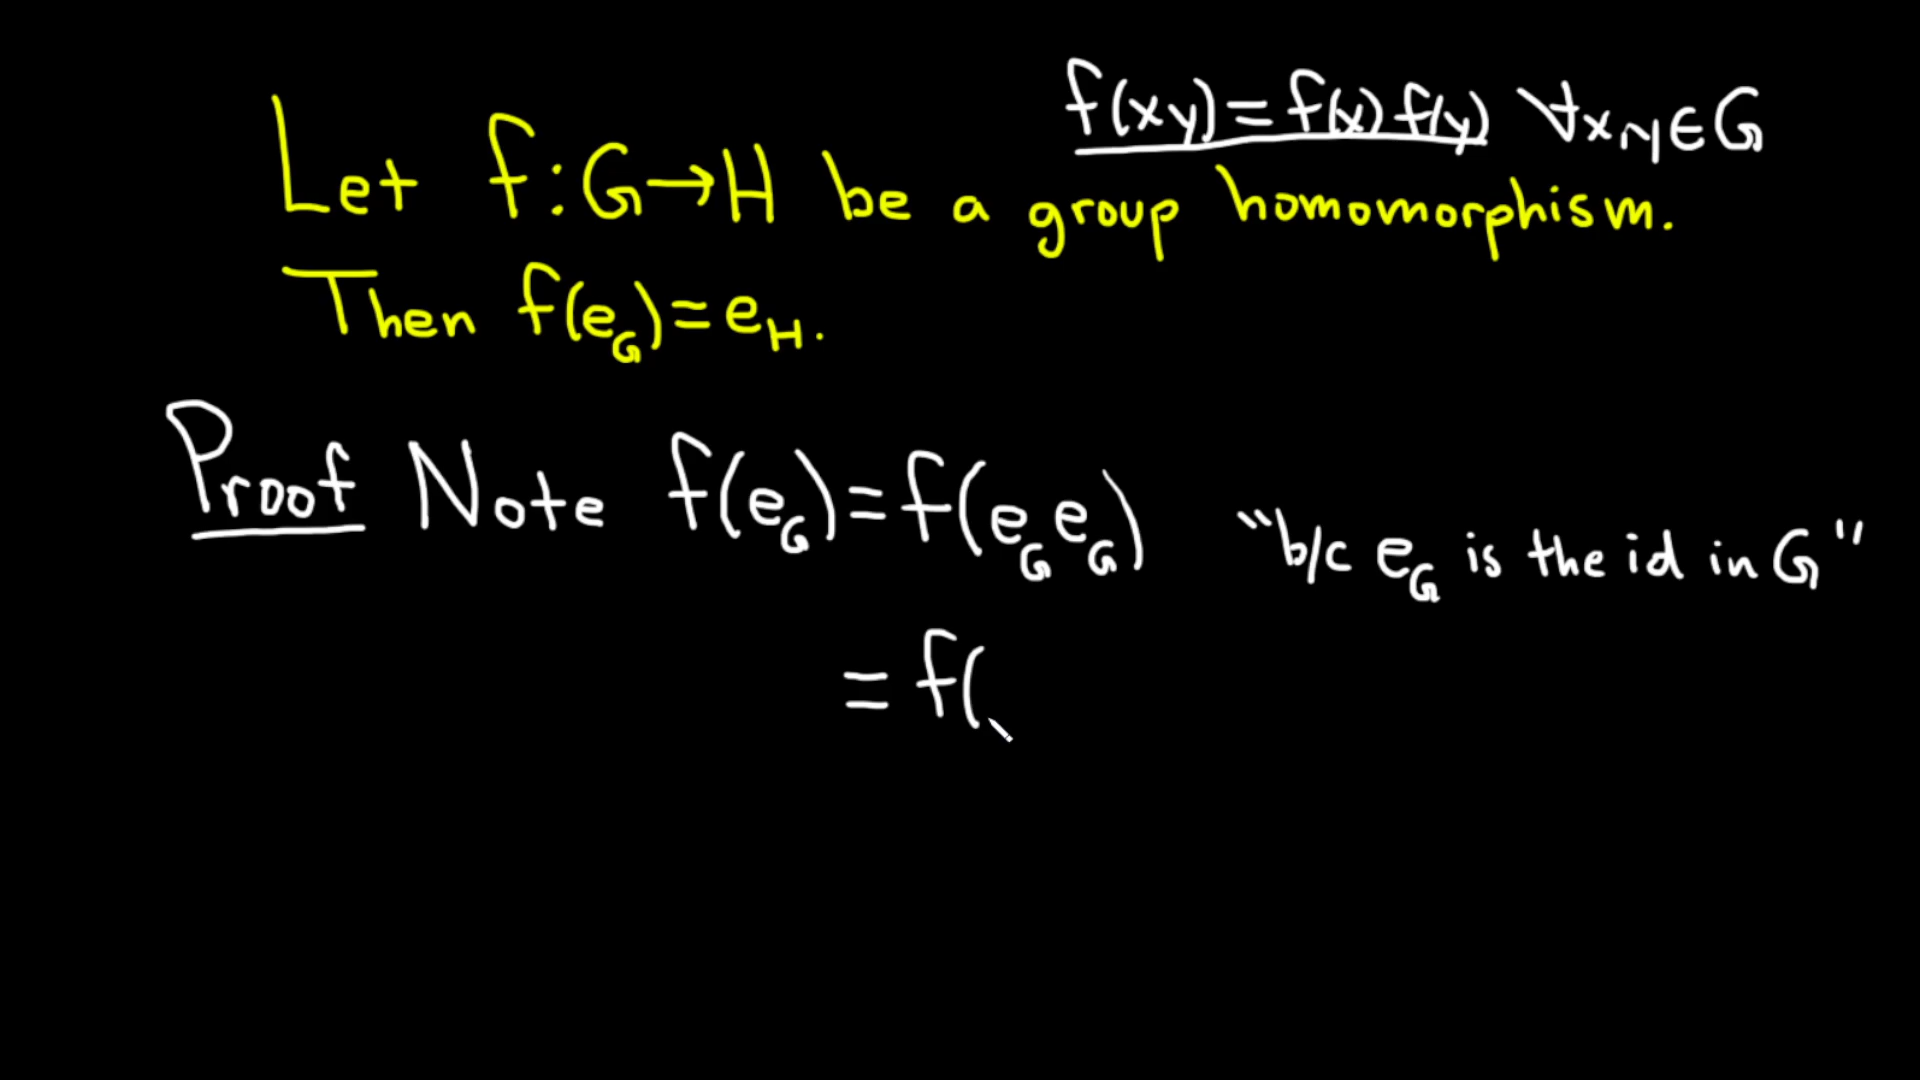 f(xy)=f(x)f(y) ∀x,y∈G
Let f:G→H be a group homomorphism.
Then f(e_G)=e_H.
Proof Note f(e_G)=f(e_G e_G) "b/c e_G is the id in G"
= f(